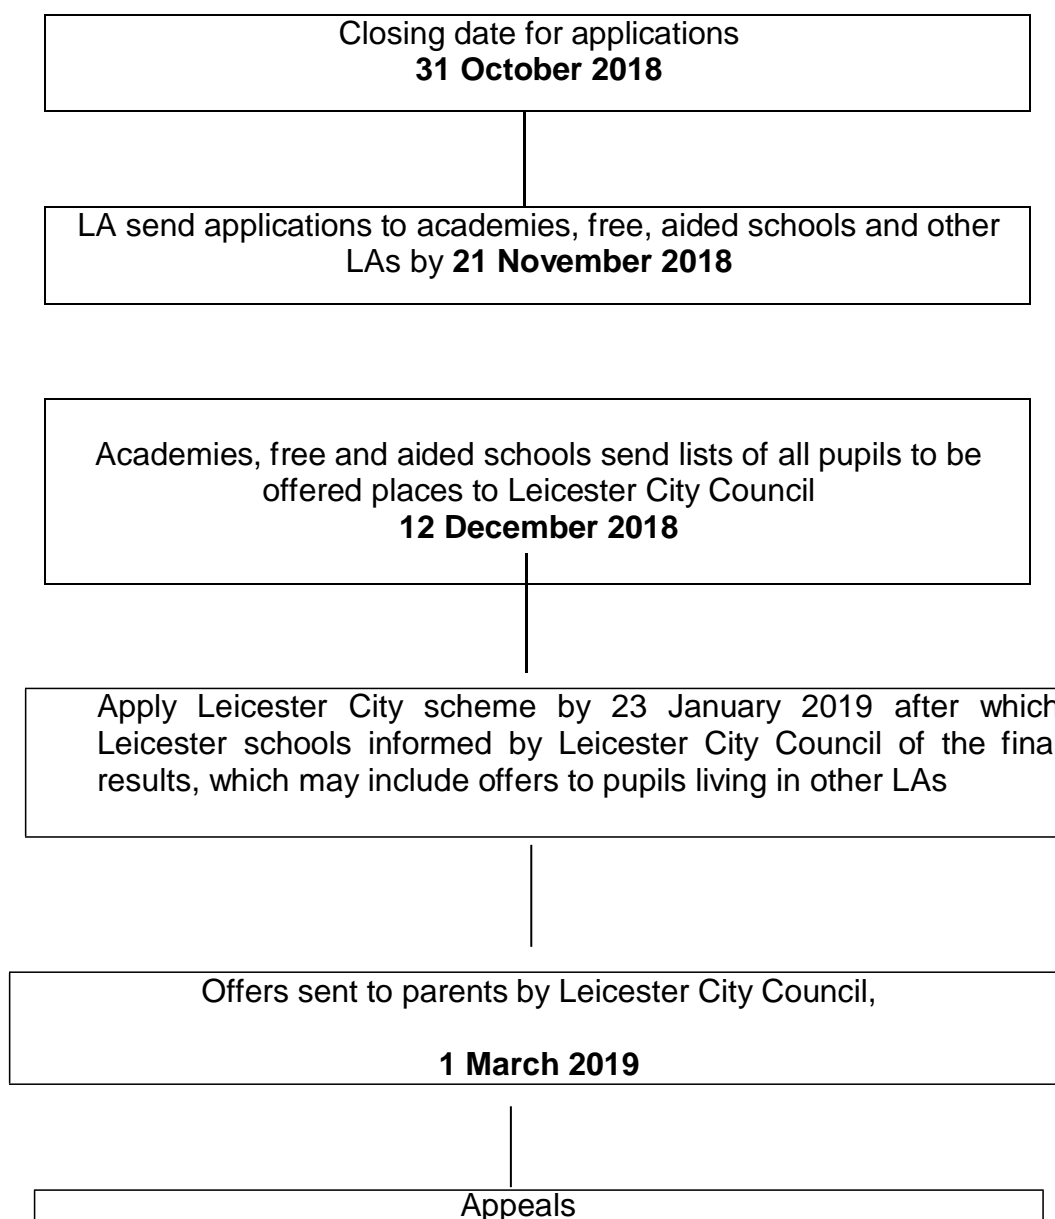 Closing date for applications
31 October 2018
LA send applications to academies, free, aided schools and other
LAs by 21 November 2018
Academies, free and aided schools send lists of all pupils to be
offered places to Leicester City Council
12 December 2018
Apply Leicester City scheme by 23 January 2019 after which
Leicester schools informed by Leicester City Council of the fina
results, which may include offers to pupils living in other LAs
Offers sent to parents by Leicester City Council,
1 March 2019
Appeals